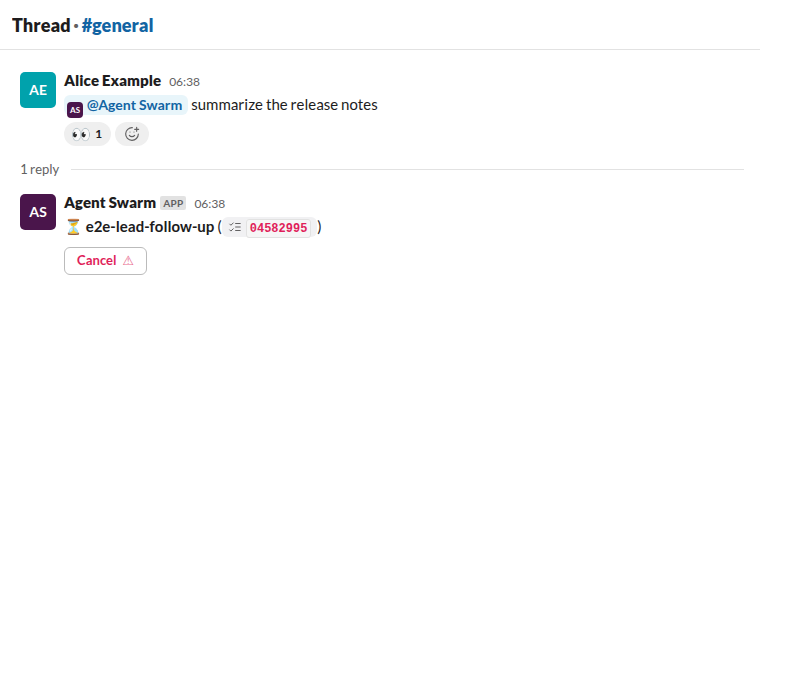 Thread • #general
AE
Alice Example 06:38
AS @Agent Swarm summarize the release notes
👀 1
1 reply
AS
Agent Swarm APP 06:38
⏳ e2e-lead-follow-up ( 04582995 )
Cancel ⚠